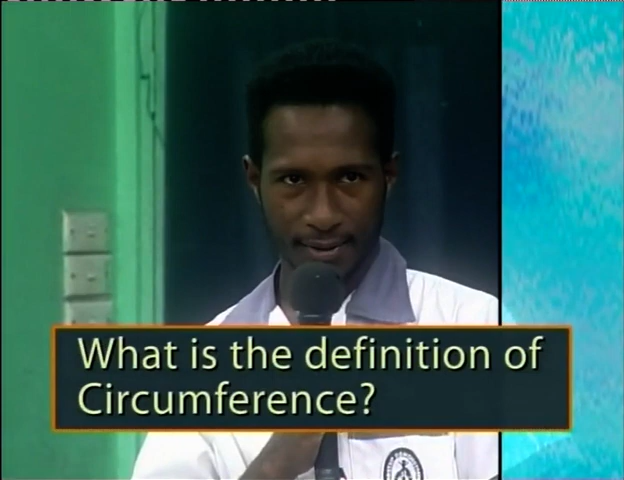 What is the definition of
Circumference?